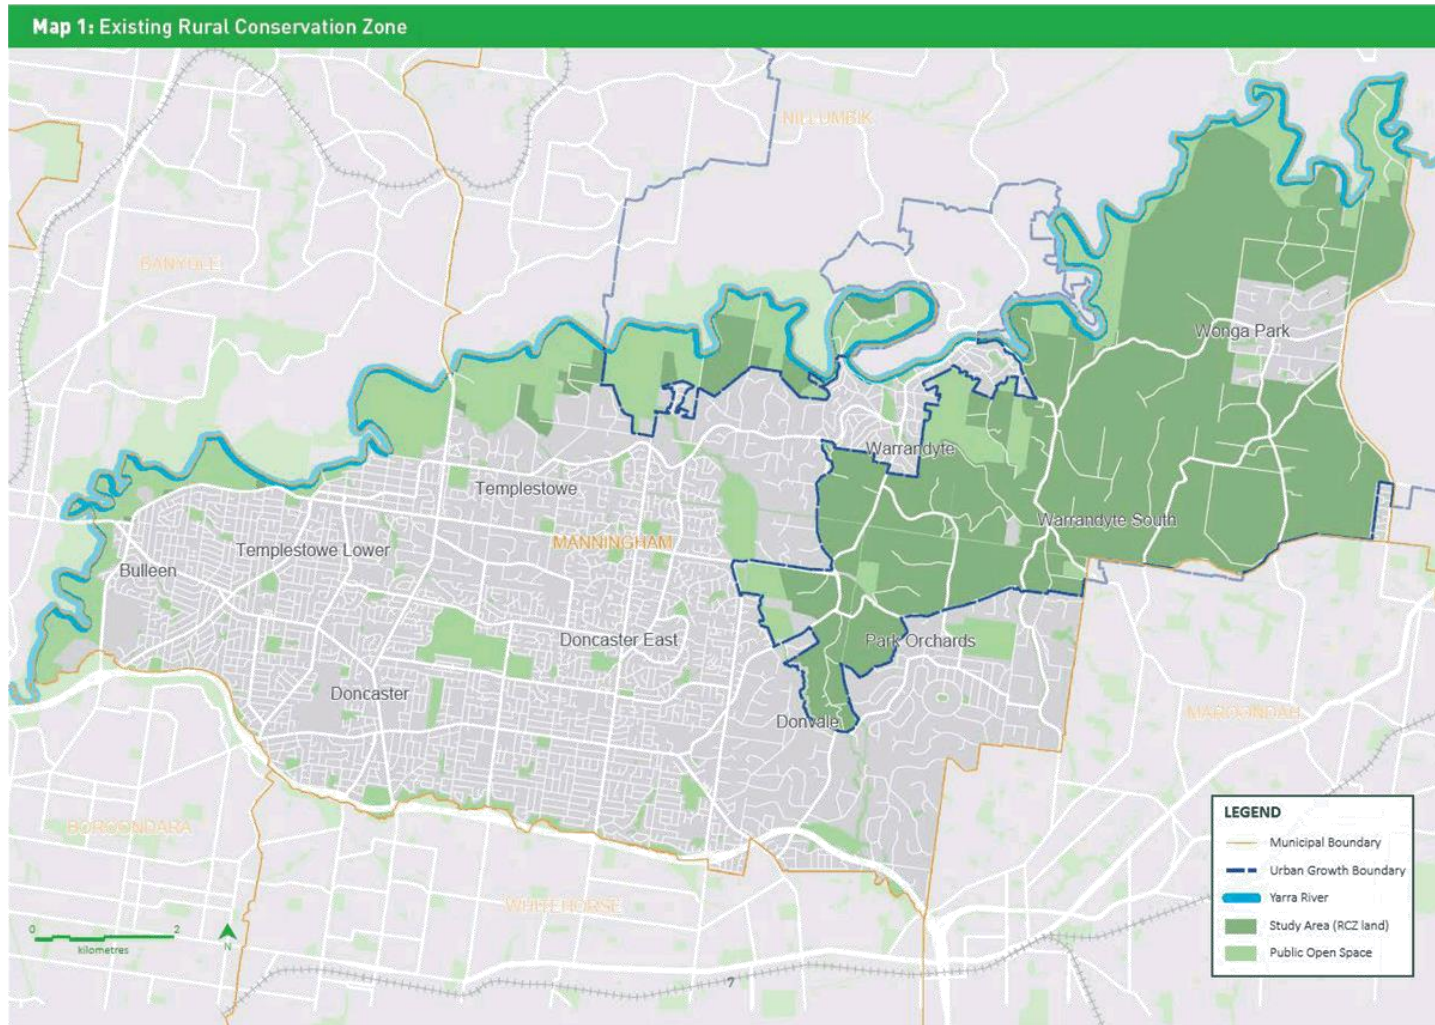 Map 1: Existing Rural Conservation Zone
NILLUMBIK
BANYULE
Wonga Park
Warrandyte
Templestowe
Warrandyte South
MANNINGHAM
Templestowe Lower
Bulleen
Doncaster East
Park Orchards
Doncaster
Donvale
MAROONDAH
BOROONDARA
WHITEHORSE
LEGEND
Municipal Boundary
Urban Growth Boundary
Yarra River
Study Area (RCZ land)
Public Open Space
0 2
kilometres
N
7